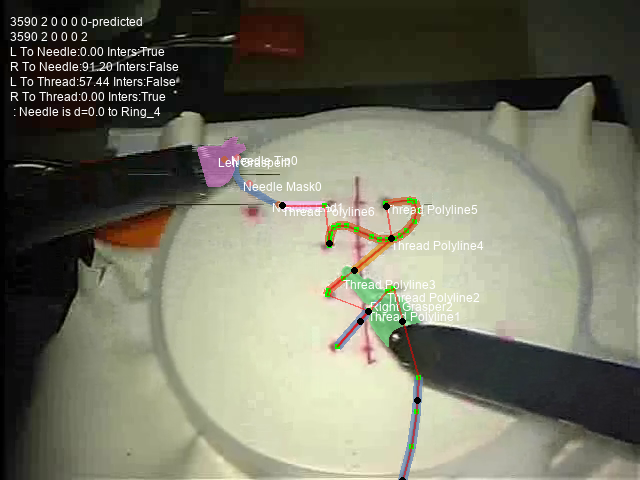 3590 2 0 0 0 0-predicted
3590 2 0 0 0 2
L To Needle:0.00 Inters:True
R To Needle:91.20 Inters:False
L To Thread:57.44 Inters:False
R To Thread:0.00 Inters:True
: Needle is d=0.0 to Ring_4
Needle Tip0
Left Grasper1
Needle Mask0
Thread Polyline6
Thread Polyline5
Thread Polyline4
Thread Polyline3
Thread Polyline2
Right Grasper2
Thread Polyline1